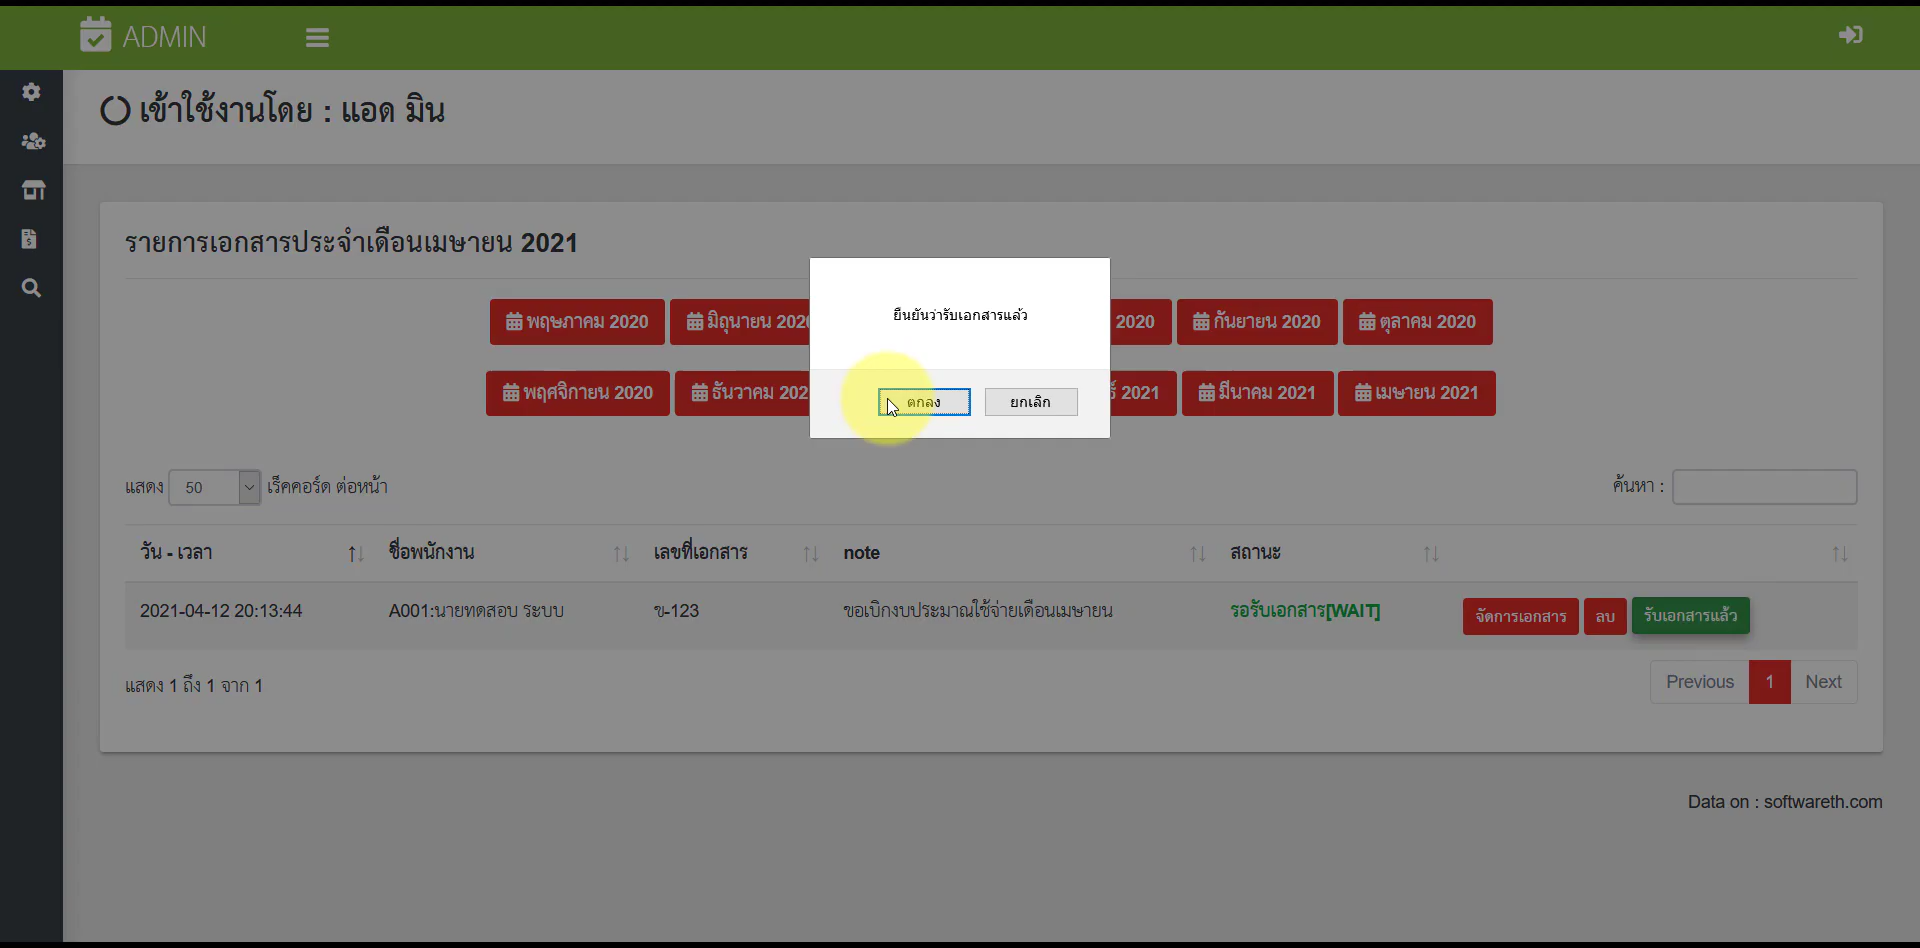 ADMIN
เข้าใช้งานโดย : แอด มิน
รายการเอกสารประจำเดือนเมษายน 2021
ยืนยันว่ารับเอกสารแล้ว
ตกลง ยกเลิก
พฤษภาคม 2020 มิถุนายน 2020 กันยายน 2020 ตุลาคม 2020
พฤศจิกายน 2020 ธันวาคม 2021 มีนาคม 2021 เมษายน 2021
แสดง 50 เร็คคอร์ด ต่อหน้า ค้นหา :
วัน - เวลา ชื่อพนักงาน เลขที่เอกสาร note สถานะ
2021-04-12 20:13:44 A001:นายทดสอบ ระบบ ข-123 ขอเบิกงบประมาณใช้จ่ายเดือนเมษายน รอรับเอกสาร[WAIT] จัดการเอกสาร ลบ รับเอกสารแล้ว
แสดง 1 ถึง 1 จาก 1 Previous 1 Next
Data on : softwareth.com